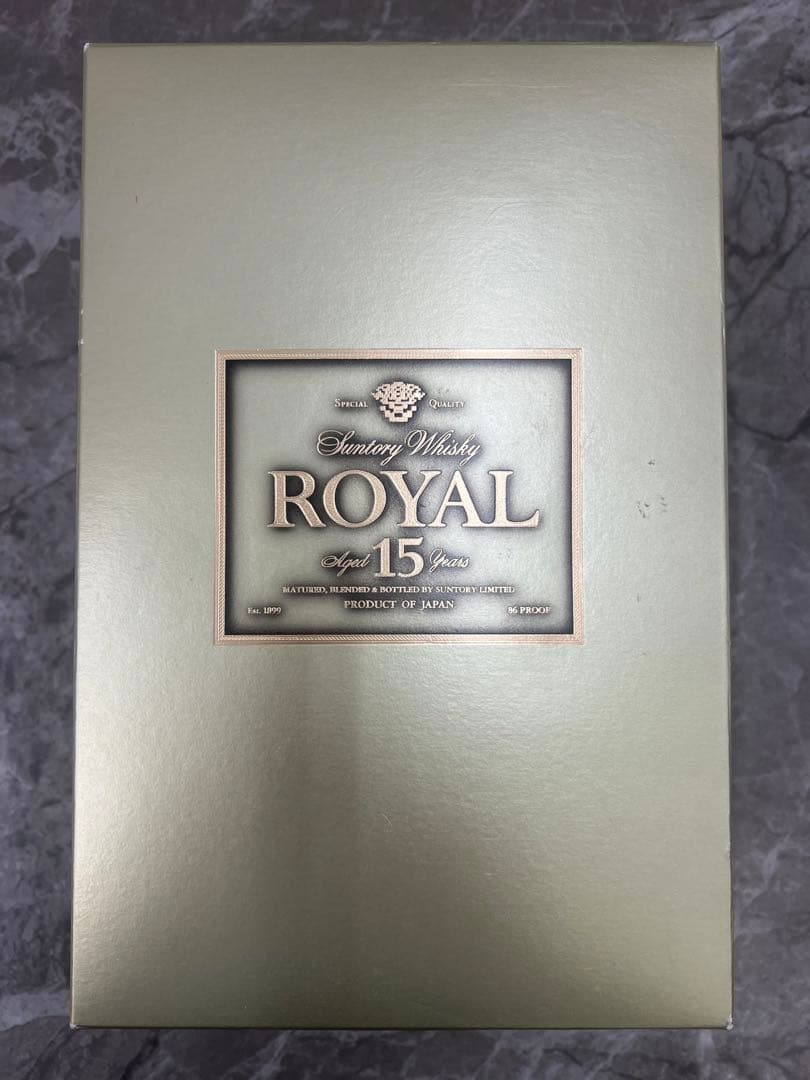 SPECIAL QUALITY
Suntory Whisky
ROYAL
Aged 15 Years
MATURED, BLENDED & BOTTLED BY SUNTORY LIMITED
PRODUCT OF JAPAN
Est. 1899 86 PROOF